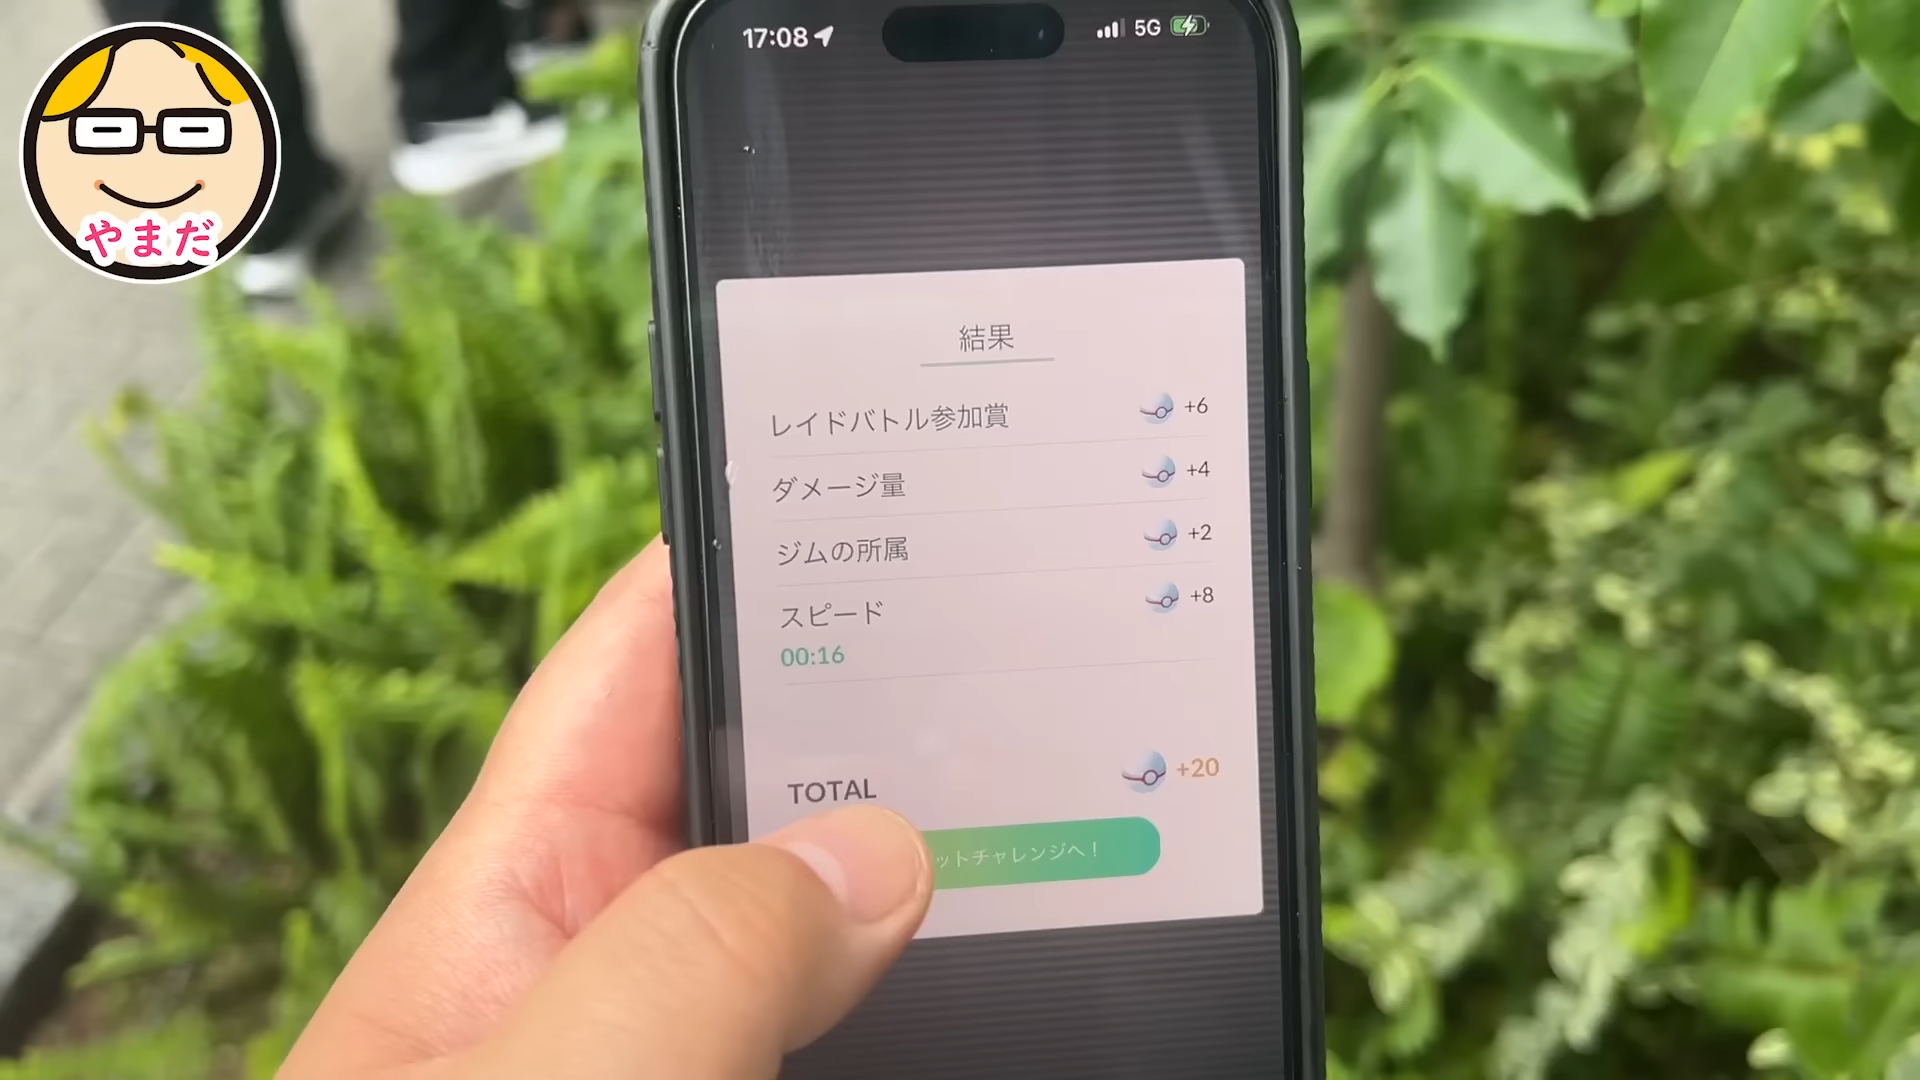 やまだ
17:08
5G
結果
レイドバトル参加賞 +6
ダメージ量 +4
ジムの所属 +2
スピード +8
00:16
TOTAL +20
ットチャレンジへ！